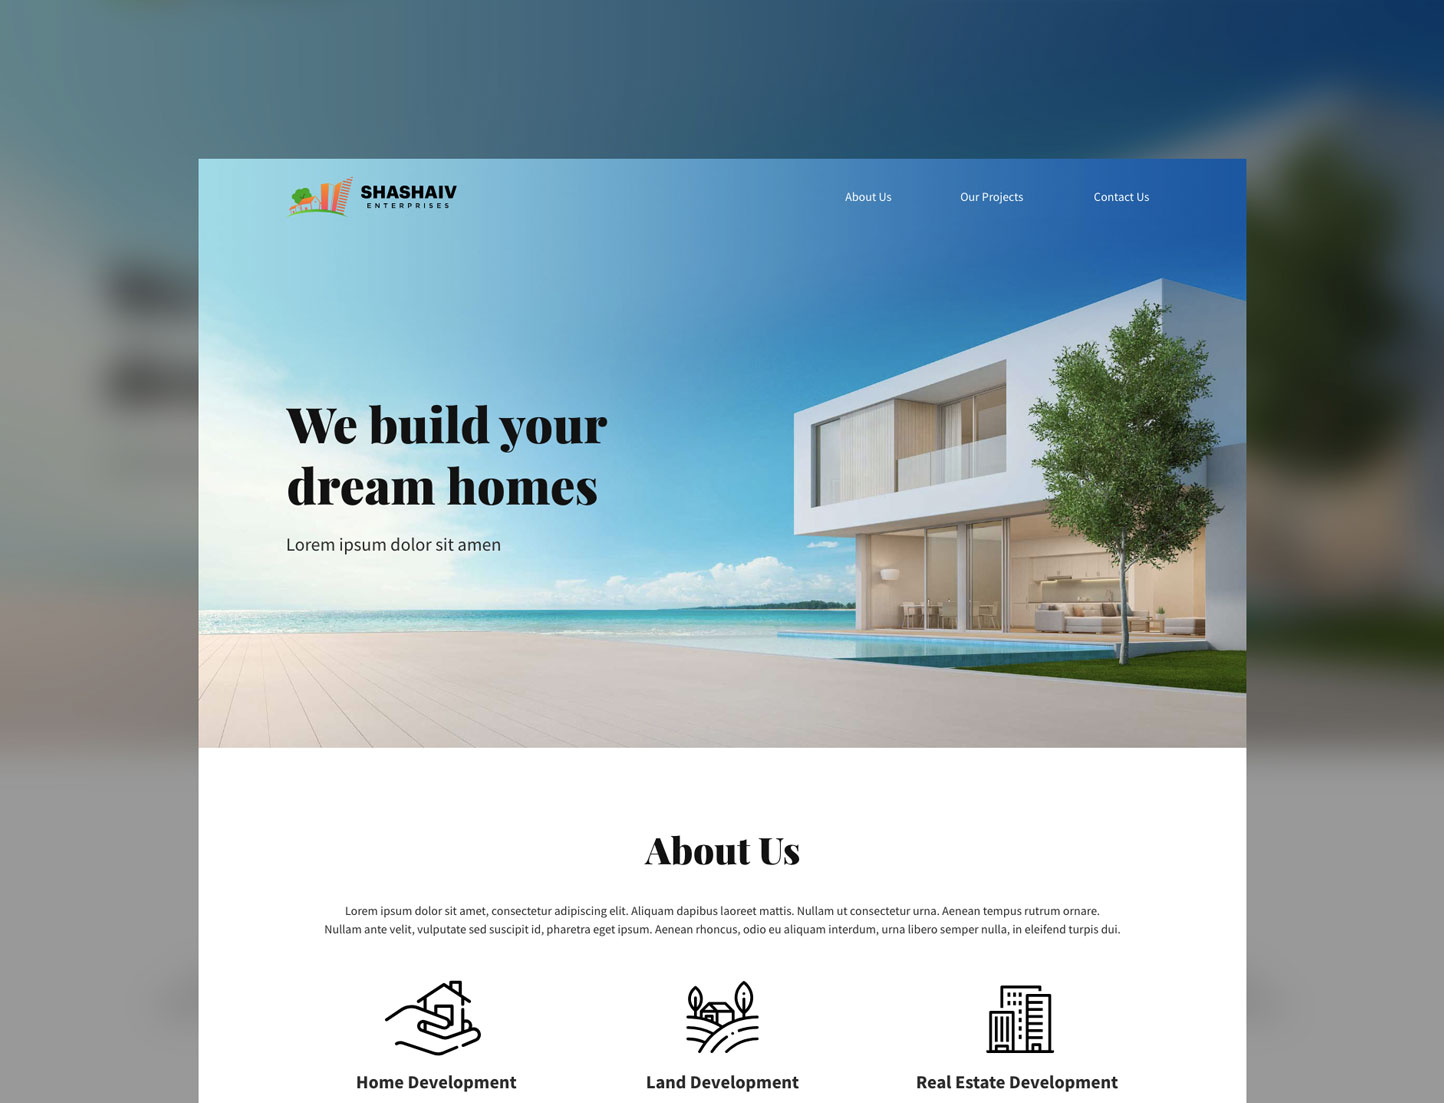 SHASHAIV
ENTERPRISES
About Us
Our Projects
Contact Us
We build your
dream homes
Lorem ipsum dolor sit amen
About Us
Lorem ipsum dolor sit amet, consectetur adipiscing elit. Aliquam dapibus laoreet mattis. Nullam ut consectetur urna. Aenean tempus rutrum ornare.
Nullam ante velit, vulputate sed suscipit id, pharetra eget ipsum. Aenean rhoncus, odio eu aliquam interdum, urna libero semper nulla, in eleifend turpis dui.
Home Development
Land Development
Real Estate Development